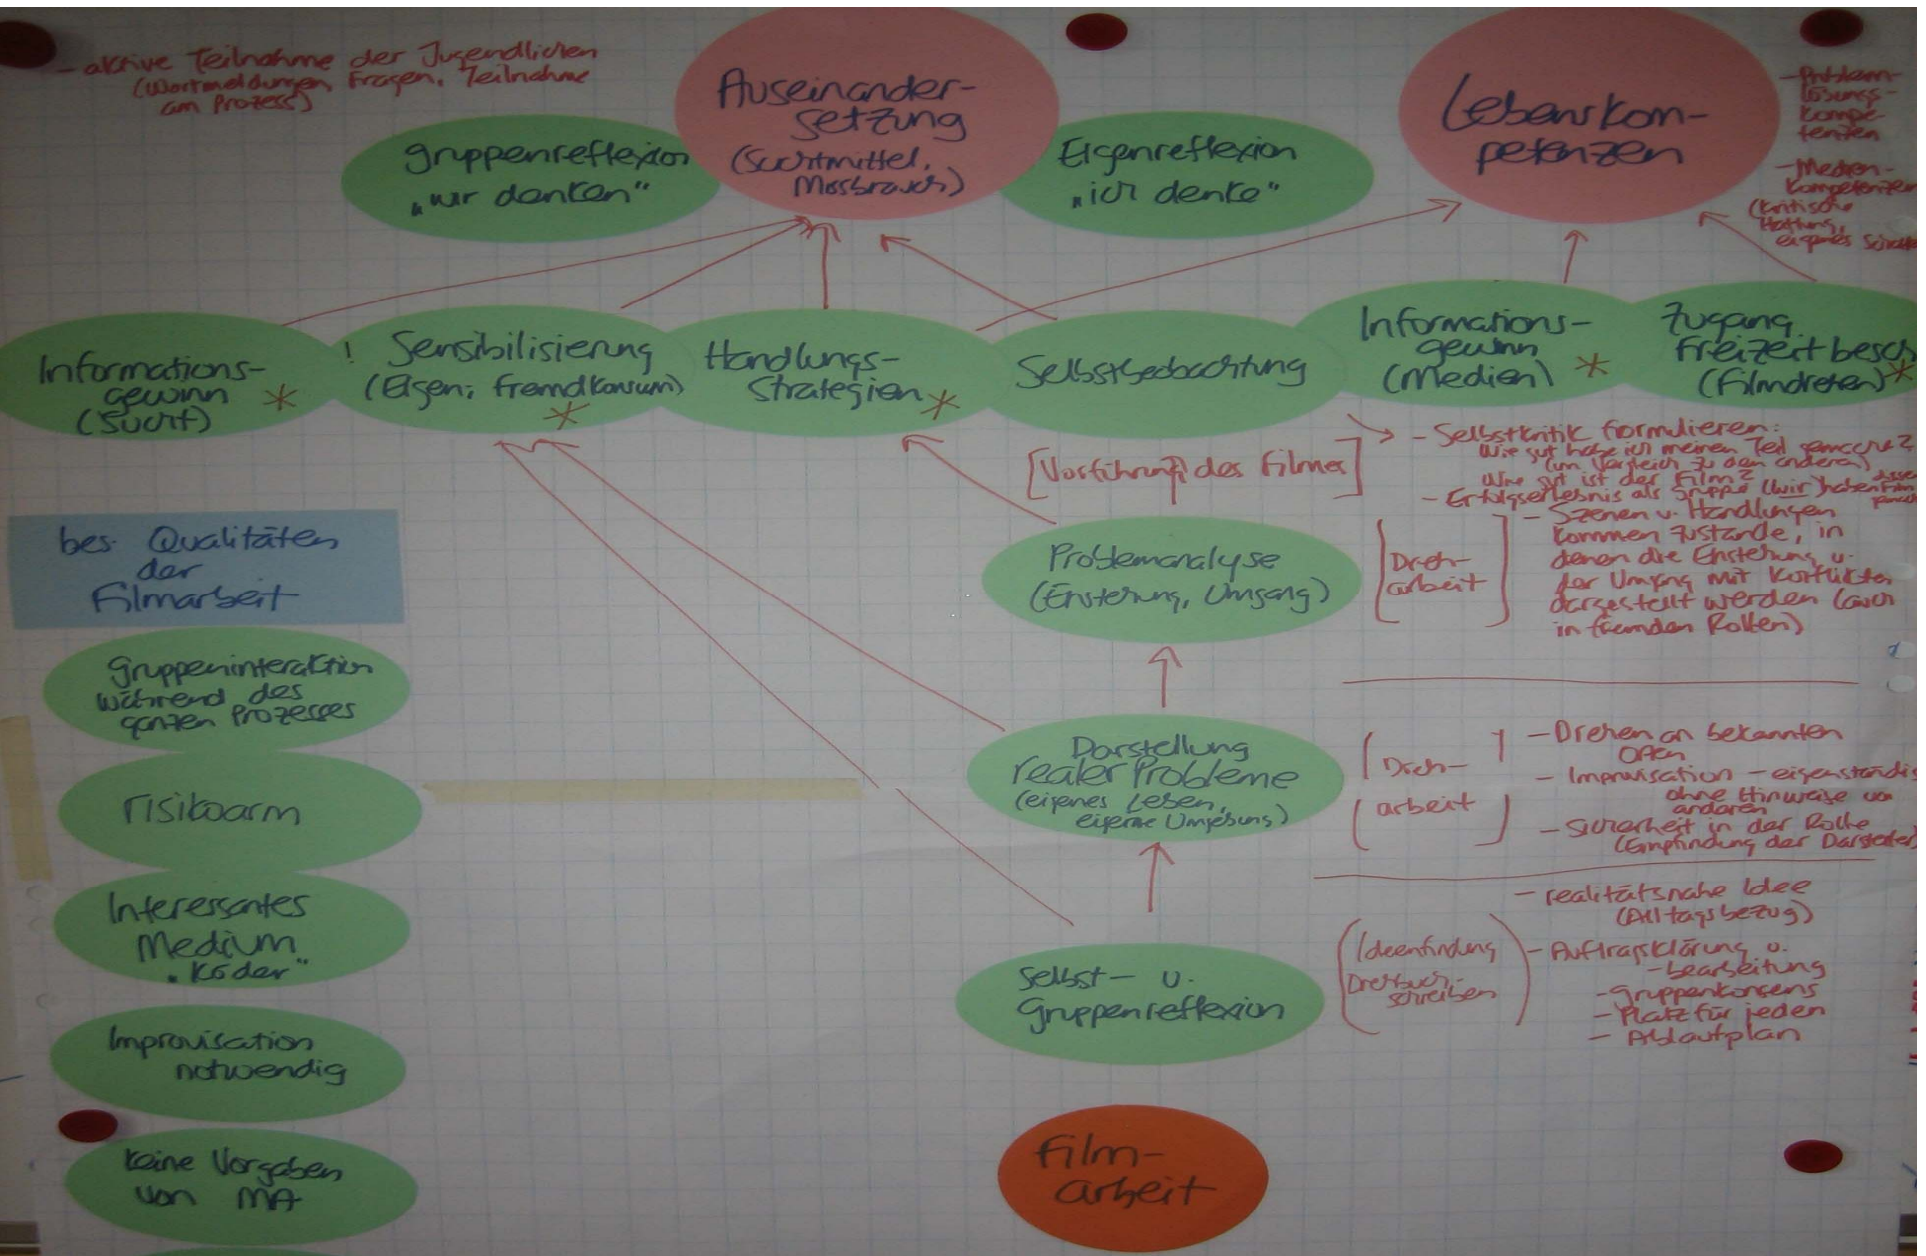 - aktive Teilnahme der Jugendlichen
(Wortmeldungen, Fragen, Teilnahme
am Prozess)
Auseinander-
setzung
(Suchtmittel,
Missbrauch)
Gruppenreflexion
„wir denken“
Eigenreflexion
„ich denke“
Lebenskom-
petenzen
- Problem-
lösungs-
kompe-
tenzen
- Medien-
kompetenzen
(kritische
Haltung,
eigenes
Informations-
gewinn *
(Sucht)
! Sensibilisierung
(Eigen; Fremdkonsum)
*
Handlungs-
strategien *
Selbstbeobachtung
Informations-
gewinn
(Medien) *
Zugang
Freizeitbesch
(Filmdrehen) *
[Vorführung des Filmes]
- Selbstkritik formulieren:
Wie gut habe ich meinen Teil gemacht?
(im Vergleich zu den anderen)
Wie gut ist der Film?
- Erfolgserlebnis als Gruppe (wir haben
Problemanalyse
(Entstehung, Umgang)
[Dreh-
arbeit]
- Szenen u. Handlungen
kommen zustande, in
denen die Entstehung u.
der Umgang mit Konflikten
dargestellt werden (auch
in fremden Rollen)
bes. Qualitäten
der
Filmarbeit
Gruppeninteraktion
während des
ganzen Prozesses
risikoarm
Interessantes
Medium
„Köder“
Improvisation
notwendig
Keine Vorgaben
von MA
Darstellung
realer Probleme
(eigenes Leben,
eigene Umgebung)
[Dreh-
arbeit]
- Drehen an bekannten
Orten
- Improvisation - eigenständig
ohne Hinweise von
anderen
- Sicherheit in der Rolle
(Empfindung der Darsteller)
Selbst- u.
Gruppenreflexion
(Ideenfindung
Drehbuch-
schreiben)
- realitätsnahe Idee
(Alltagsbezug)
- Auftragsklärung u.
- bearbeitung
- Gruppenkonsens
- Platz für jeden
- Ablaufplan
Film-
arbeit